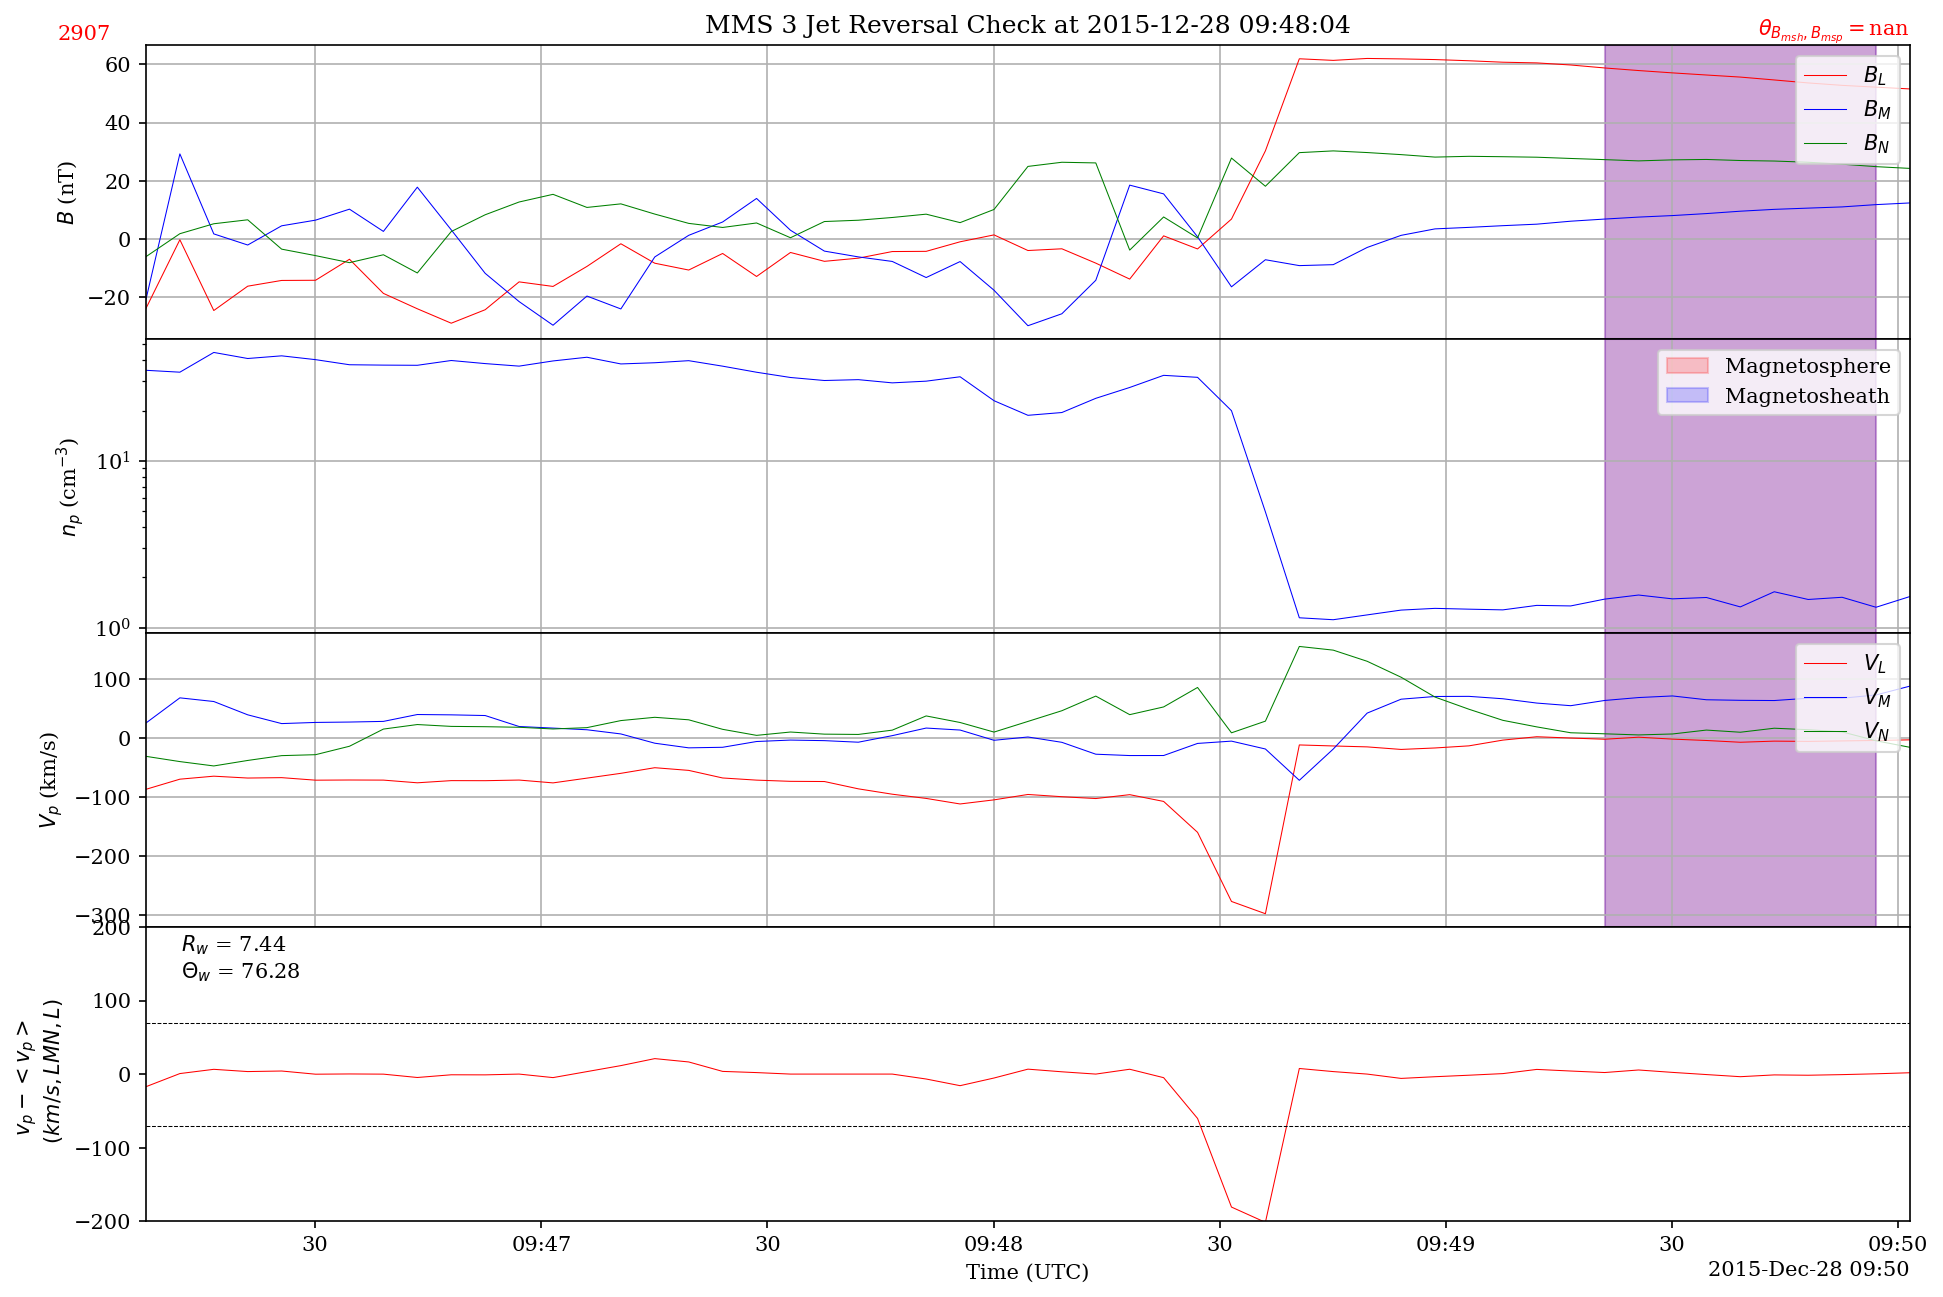 2907
MMS 3 Jet Reversal Check at 2015-12-28 09:48:04
θ_{B_{msh}, B_{msp}} = nan
B (nT)
60
40
20
0
−20
B_L
B_M
B_N
n_p (cm^{−3})
10^1
10^0
Magnetosphere
Magnetosheath
V_p (km/s)
100
0
−100
−200
−300
V_L
V_M
V_N
v_p − < v_p >
(km/s, LMN, L)
200
100
0
−100
−200
R_w = 7.44
Θ_w = 76.28
30 09:47 30 09:48 30 09:49 30 09:50
Time (UTC)
2015-Dec-28 09:50